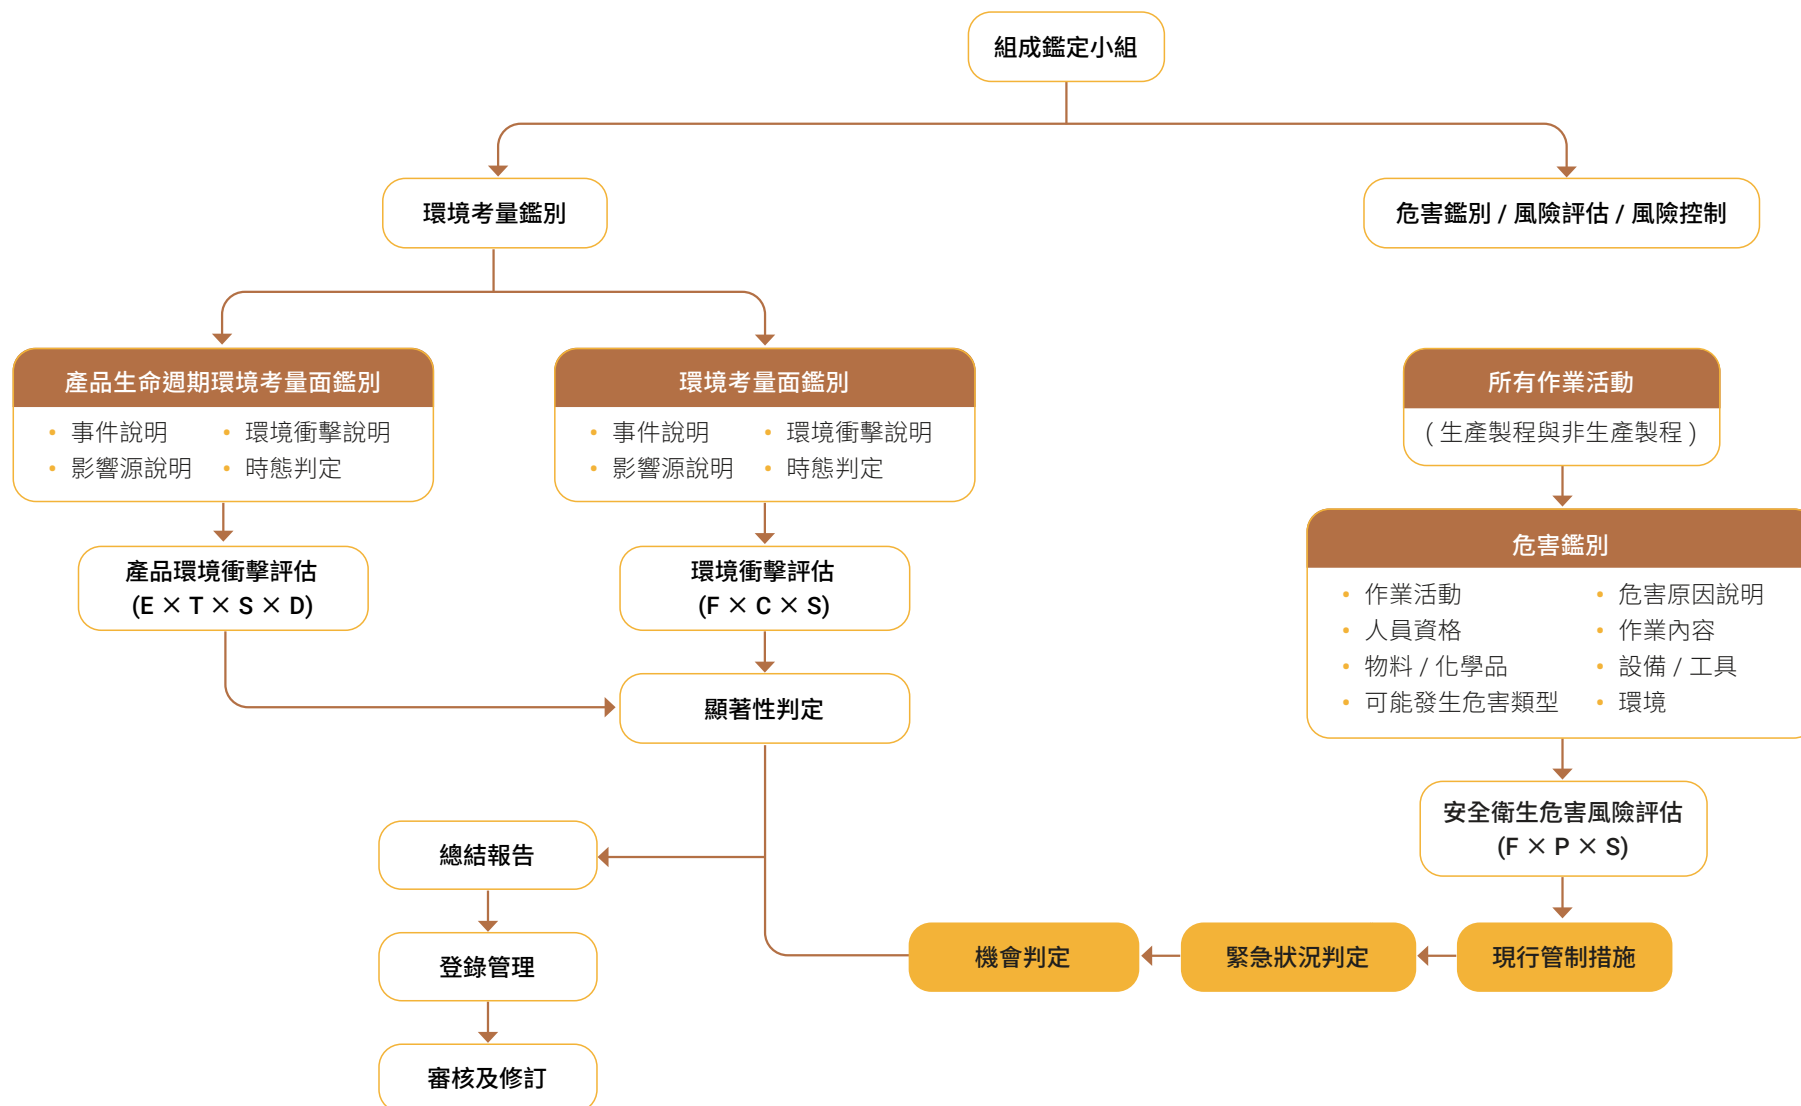 組成鑑定小組
環境考量鑑別
危害鑑別 / 風險評估 / 風險控制
產品生命週期環境考量面鑑別
• 事件說明
• 環境衝擊說明
• 影響源說明
• 時態判定
環境考量面鑑別
• 事件說明
• 環境衝擊說明
• 影響源說明
• 時態判定
所有作業活動
( 生產製程與非生產製程 )
產品環境衝擊評估
(E × T × S × D)
環境衝擊評估
(F × C × S)
顯著性判定
危害鑑別
• 作業活動
• 危害原因說明
• 人員資格
• 作業內容
• 物料 / 化學品
• 設備 / 工具
• 可能發生危害類型
• 環境
安全衛生危害風險評估
(F × P × S)
現行管制措施
緊急狀況判定
機會判定
總結報告
登錄管理
審核及修訂